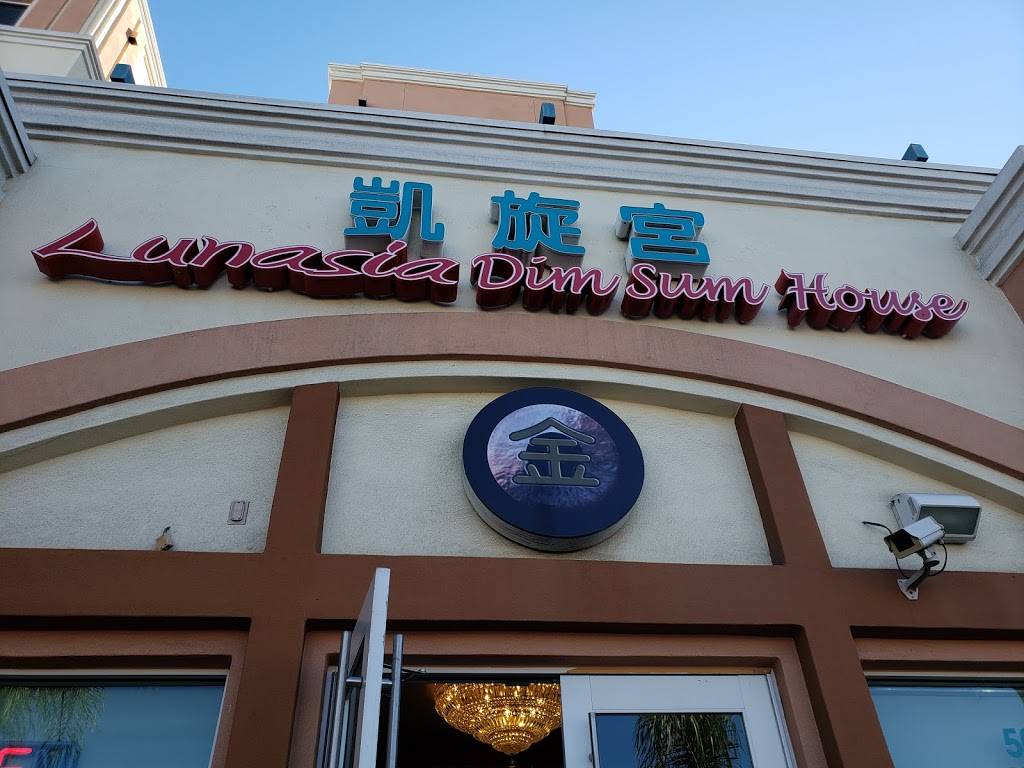 凱旋宮
Lunasia Dim Sum House
金